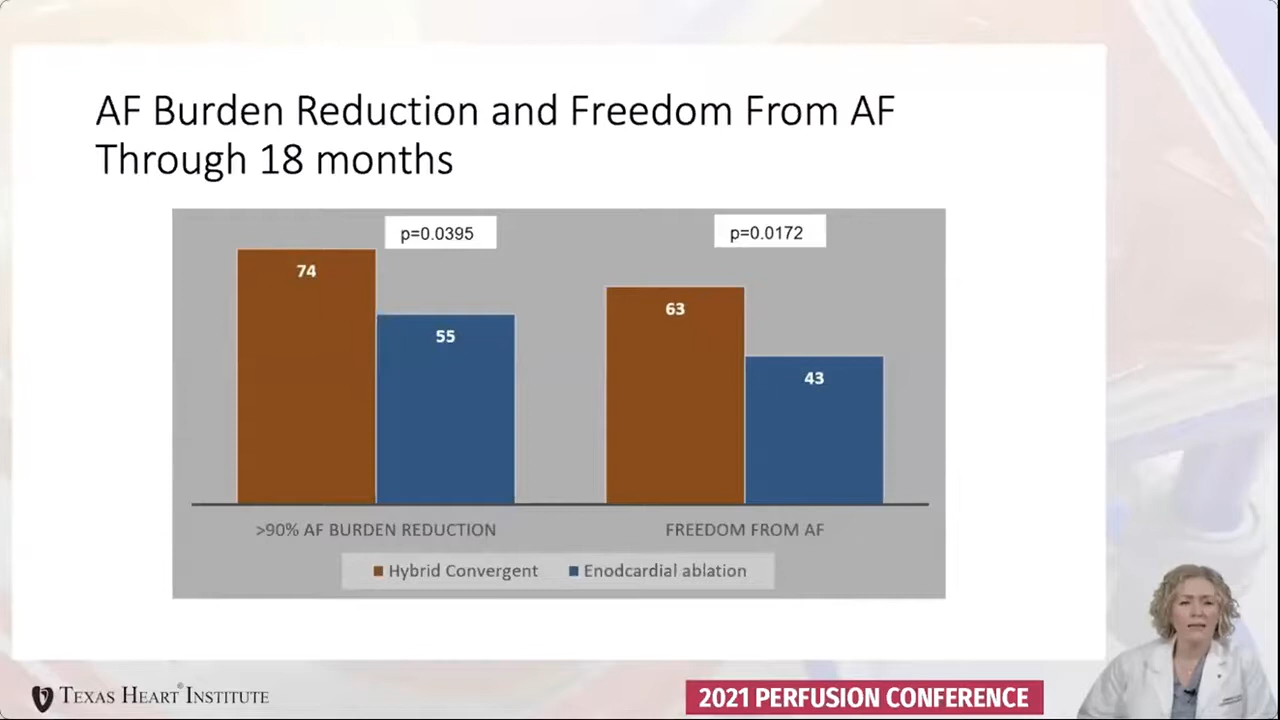 AF Burden Reduction and Freedom From AF
Through 18 months
p=0.0395
p=0.0172
74
55
63
43
>90% AF BURDEN REDUCTION
FREEDOM FROM AF
Hybrid Convergent
Enodcardial ablation
TEXAS HEART® INSTITUTE
2021 PERFUSION CONFERENCE